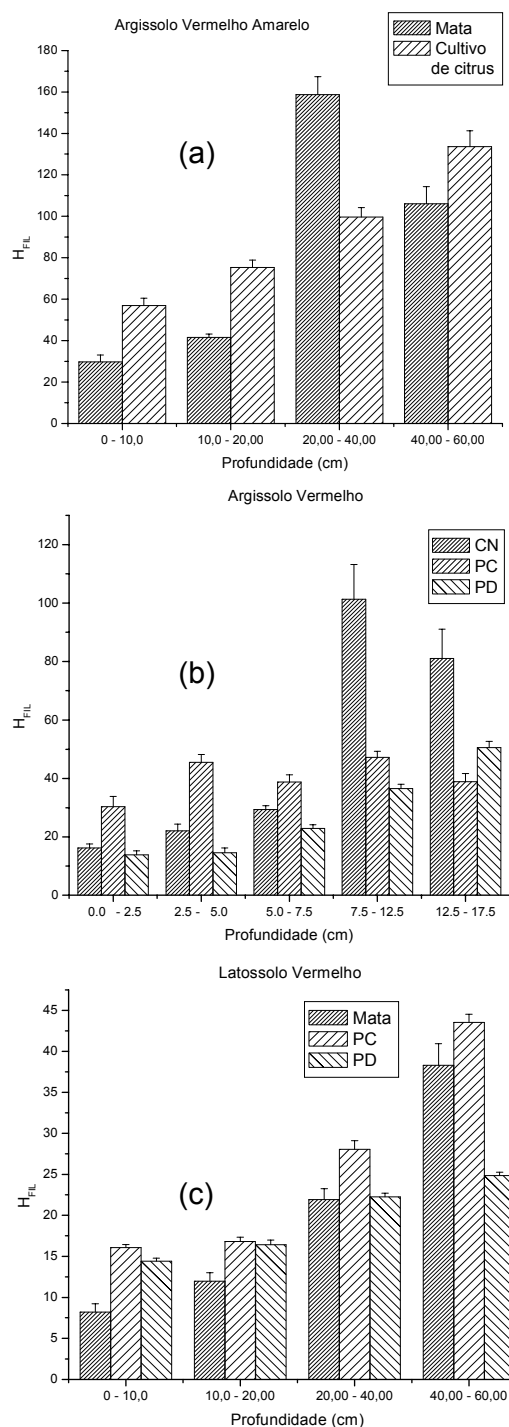 Argissolo Vermelho Amarelo
Mata
Cultivo
de citrus
(a)
180
160
140
120
100
80
60
40
20
0
H_FIL
0 - 10,0
10,0 - 20,00
20,00 - 40,00
40,00 - 60,00
Profundidade (cm)
Argissolo Vermelho
CN
PC
PD
(b)
120
100
80
60
40
20
0
H_FIL
0.0 - 2.5
2.5 - 5.0
5.0 - 7.5
7.5 - 12.5
12.5 - 17.5
Profundidade (cm)
Latossolo Vermelho
Mata
PC
PD
(c)
45
40
35
30
25
20
15
10
5
0
H_FIL
0 - 10,0
10,0 - 20,00
20,00 - 40,00
40,00 - 60,00
Profundidade (cm)